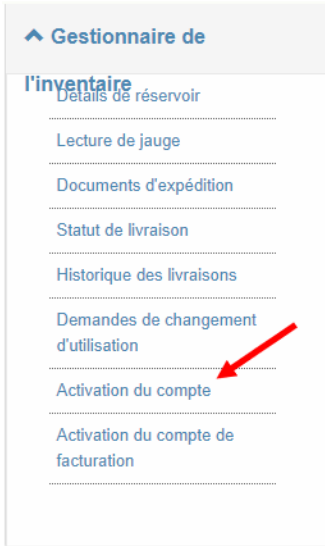 Gestionnaire de
l'inventaire
Détails de réservoir
Lecture de jauge
Documents d'expédition
Statut de livraison
Historique des livraisons
Demandes de changement
d'utilisation
Activation du compte
Activation du compte de
facturation